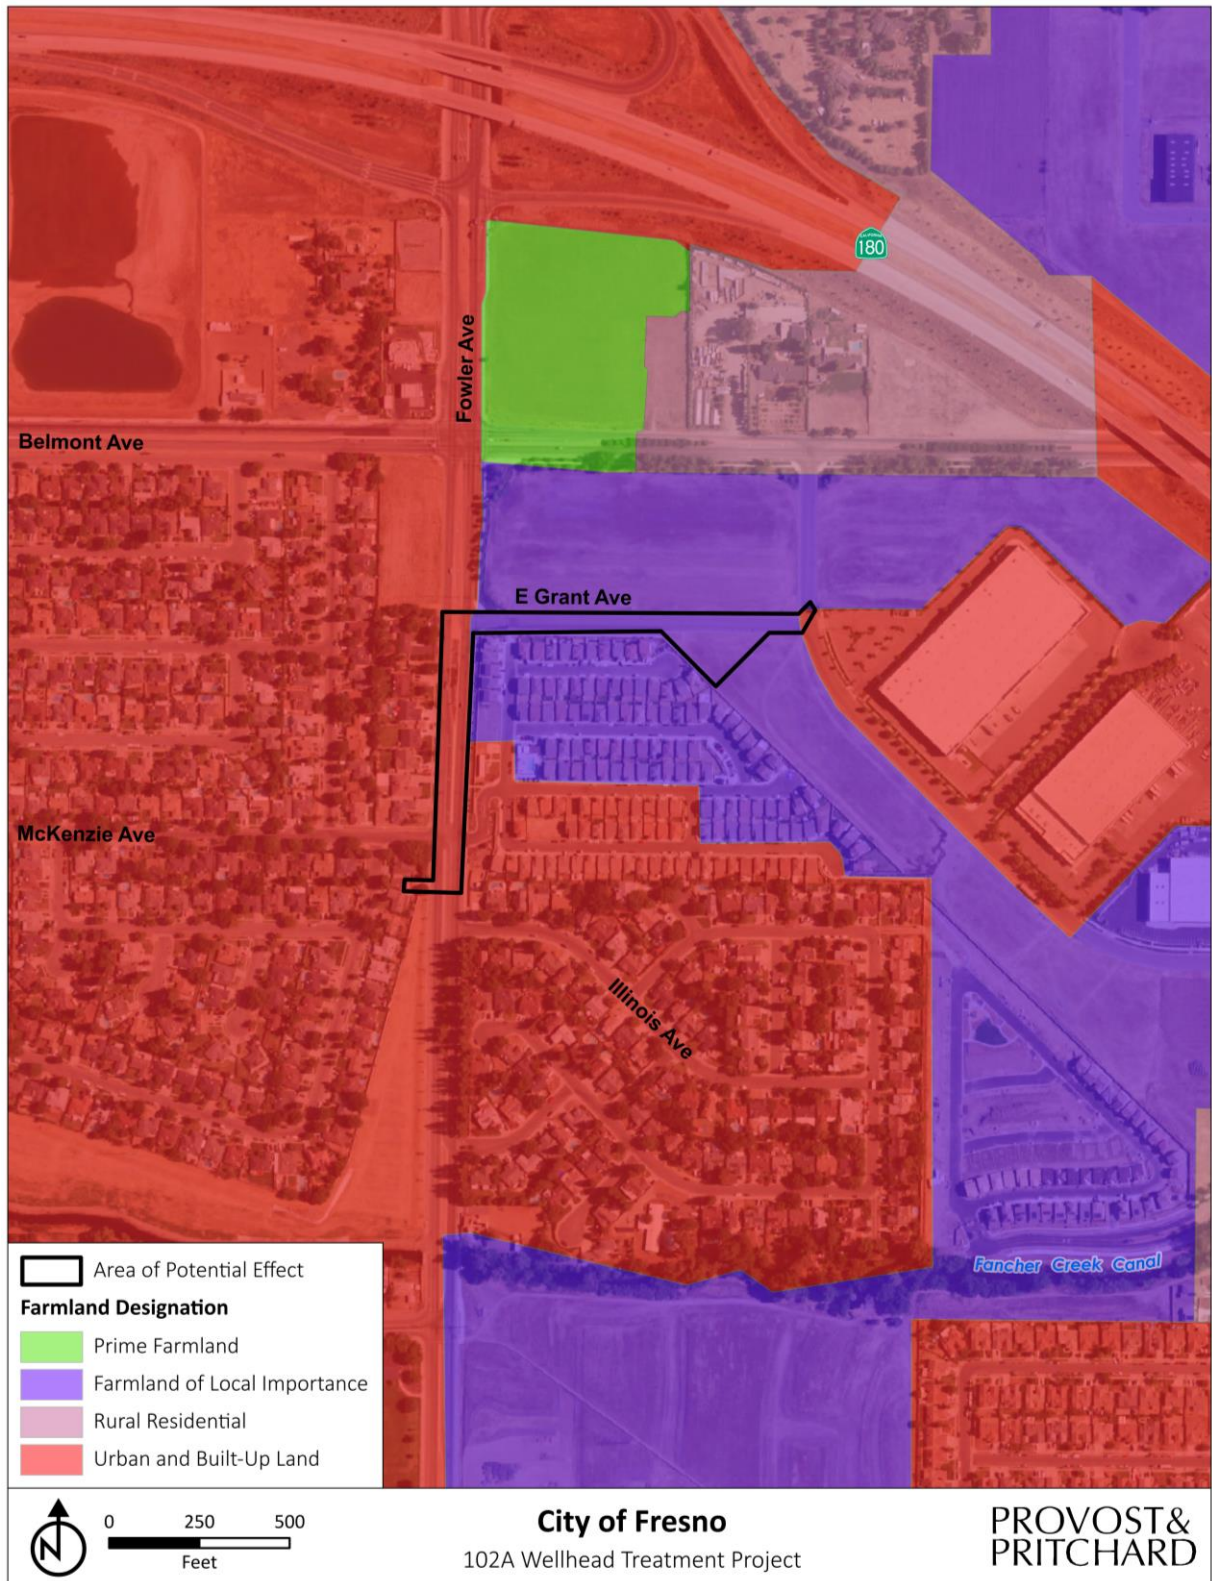 CALIFORNIA
180
Fowler Ave
Belmont Ave
E Grant Ave
McKenzie Ave
Illinois Ave
Fancher Creek Canal
Area of Potential Effect
Farmland Designation
Prime Farmland
Farmland of Local Importance
Rural Residential
Urban and Built-Up Land
N
0 250 500
Feet
City of Fresno
102A Wellhead Treatment Project
PROVOST&
PRITCHARD